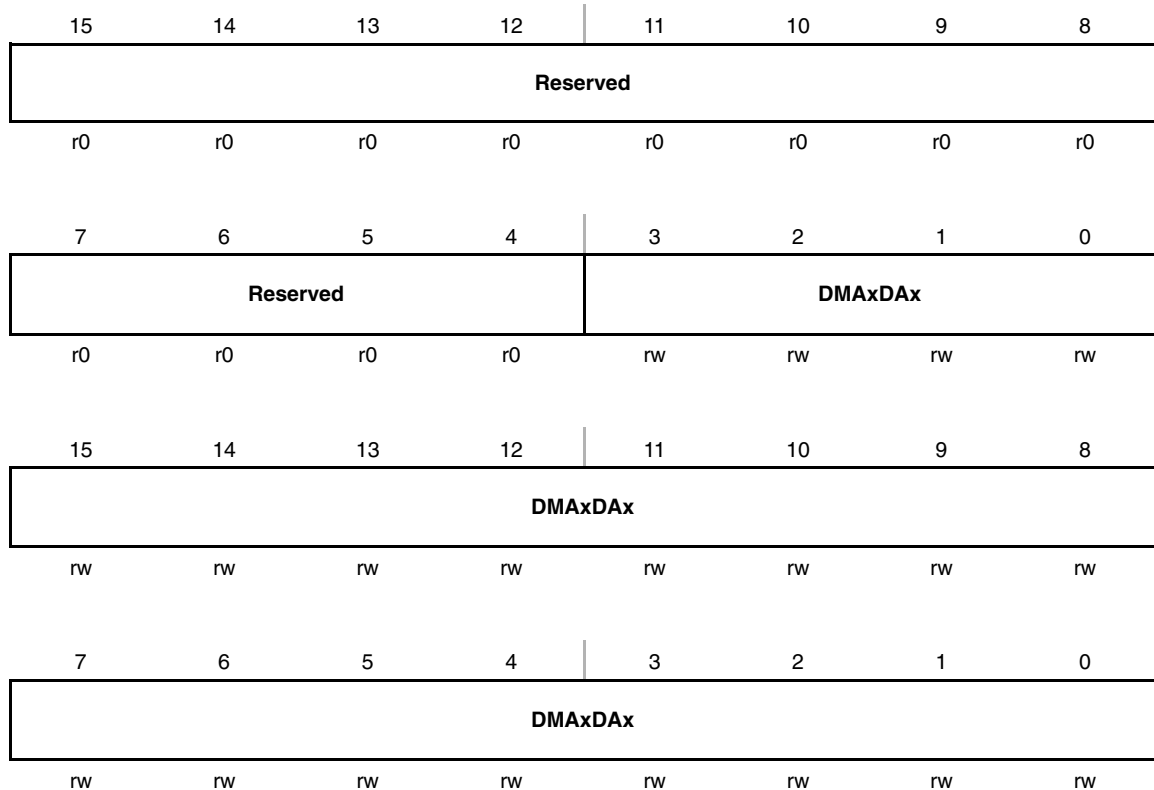 15 14 13 12 11 10 9 8
Reserved
r0 r0 r0 r0 r0 r0 r0 r0
7 6 5 4 3 2 1 0
Reserved DMAxDAx
r0 r0 r0 r0 rw rw rw rw
15 14 13 12 11 10 9 8
DMAxDAx
rw rw rw rw rw rw rw rw
7 6 5 4 3 2 1 0
DMAxDAx
rw rw rw rw rw rw rw rw